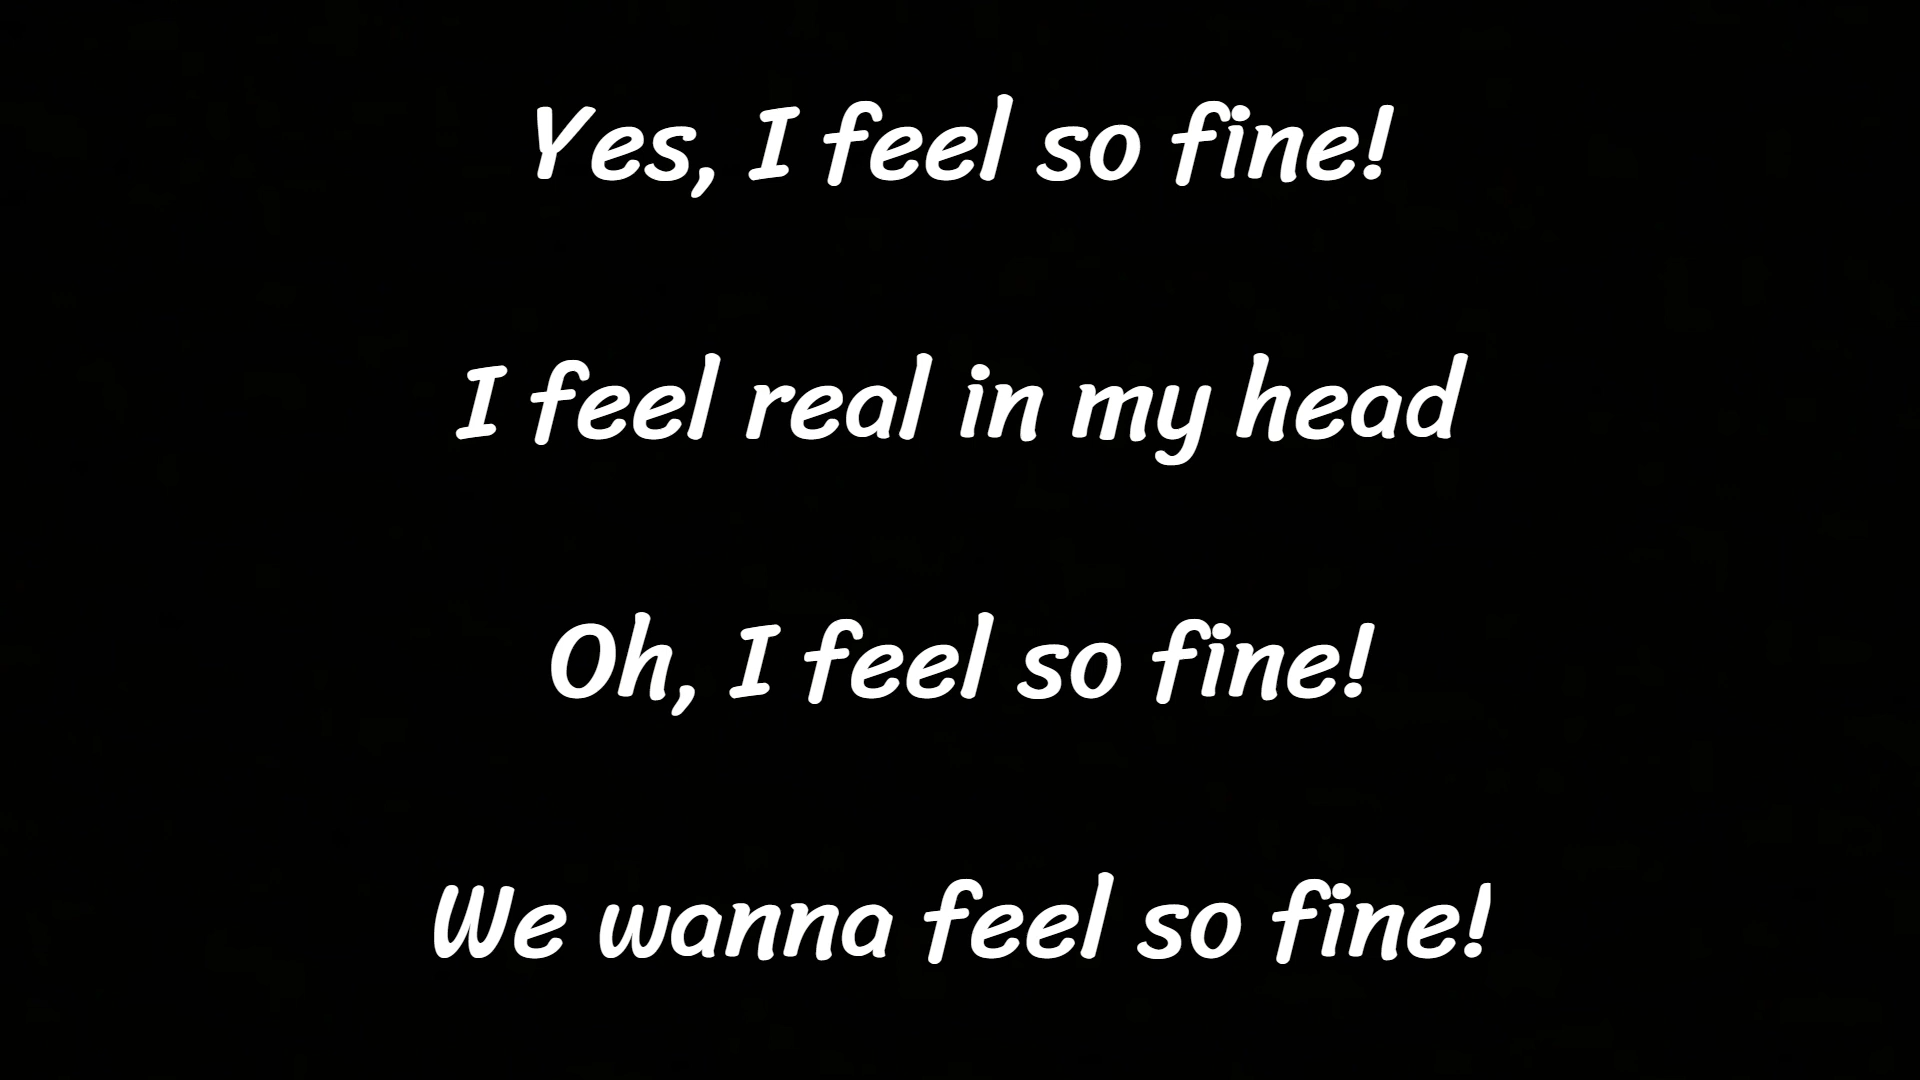 Yes, I feel so fine!
I feel real in my head
Oh, I feel so fine!
We wanna feel so fine!